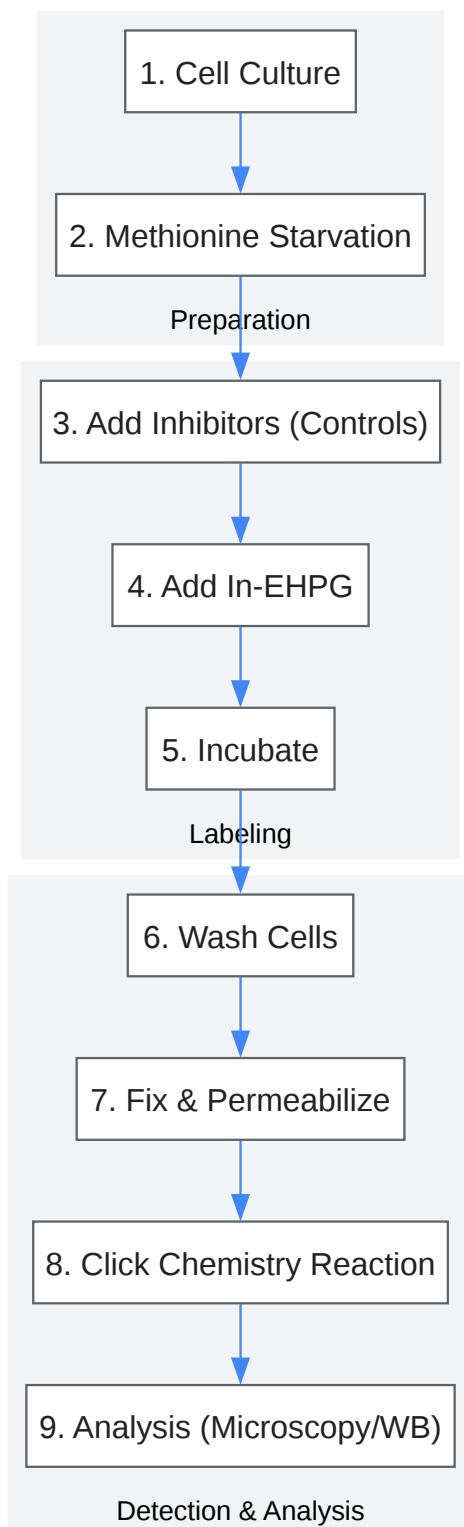 1. Cell Culture
2. Methionine Starvation
Preparation
3. Add Inhibitors (Controls)
4. Add In-EHPG
5. Incubate
Labeling
6. Wash Cells
7. Fix & Permeabilize
8. Click Chemistry Reaction
9. Analysis (Microscopy/WB)
Detection & Analysis